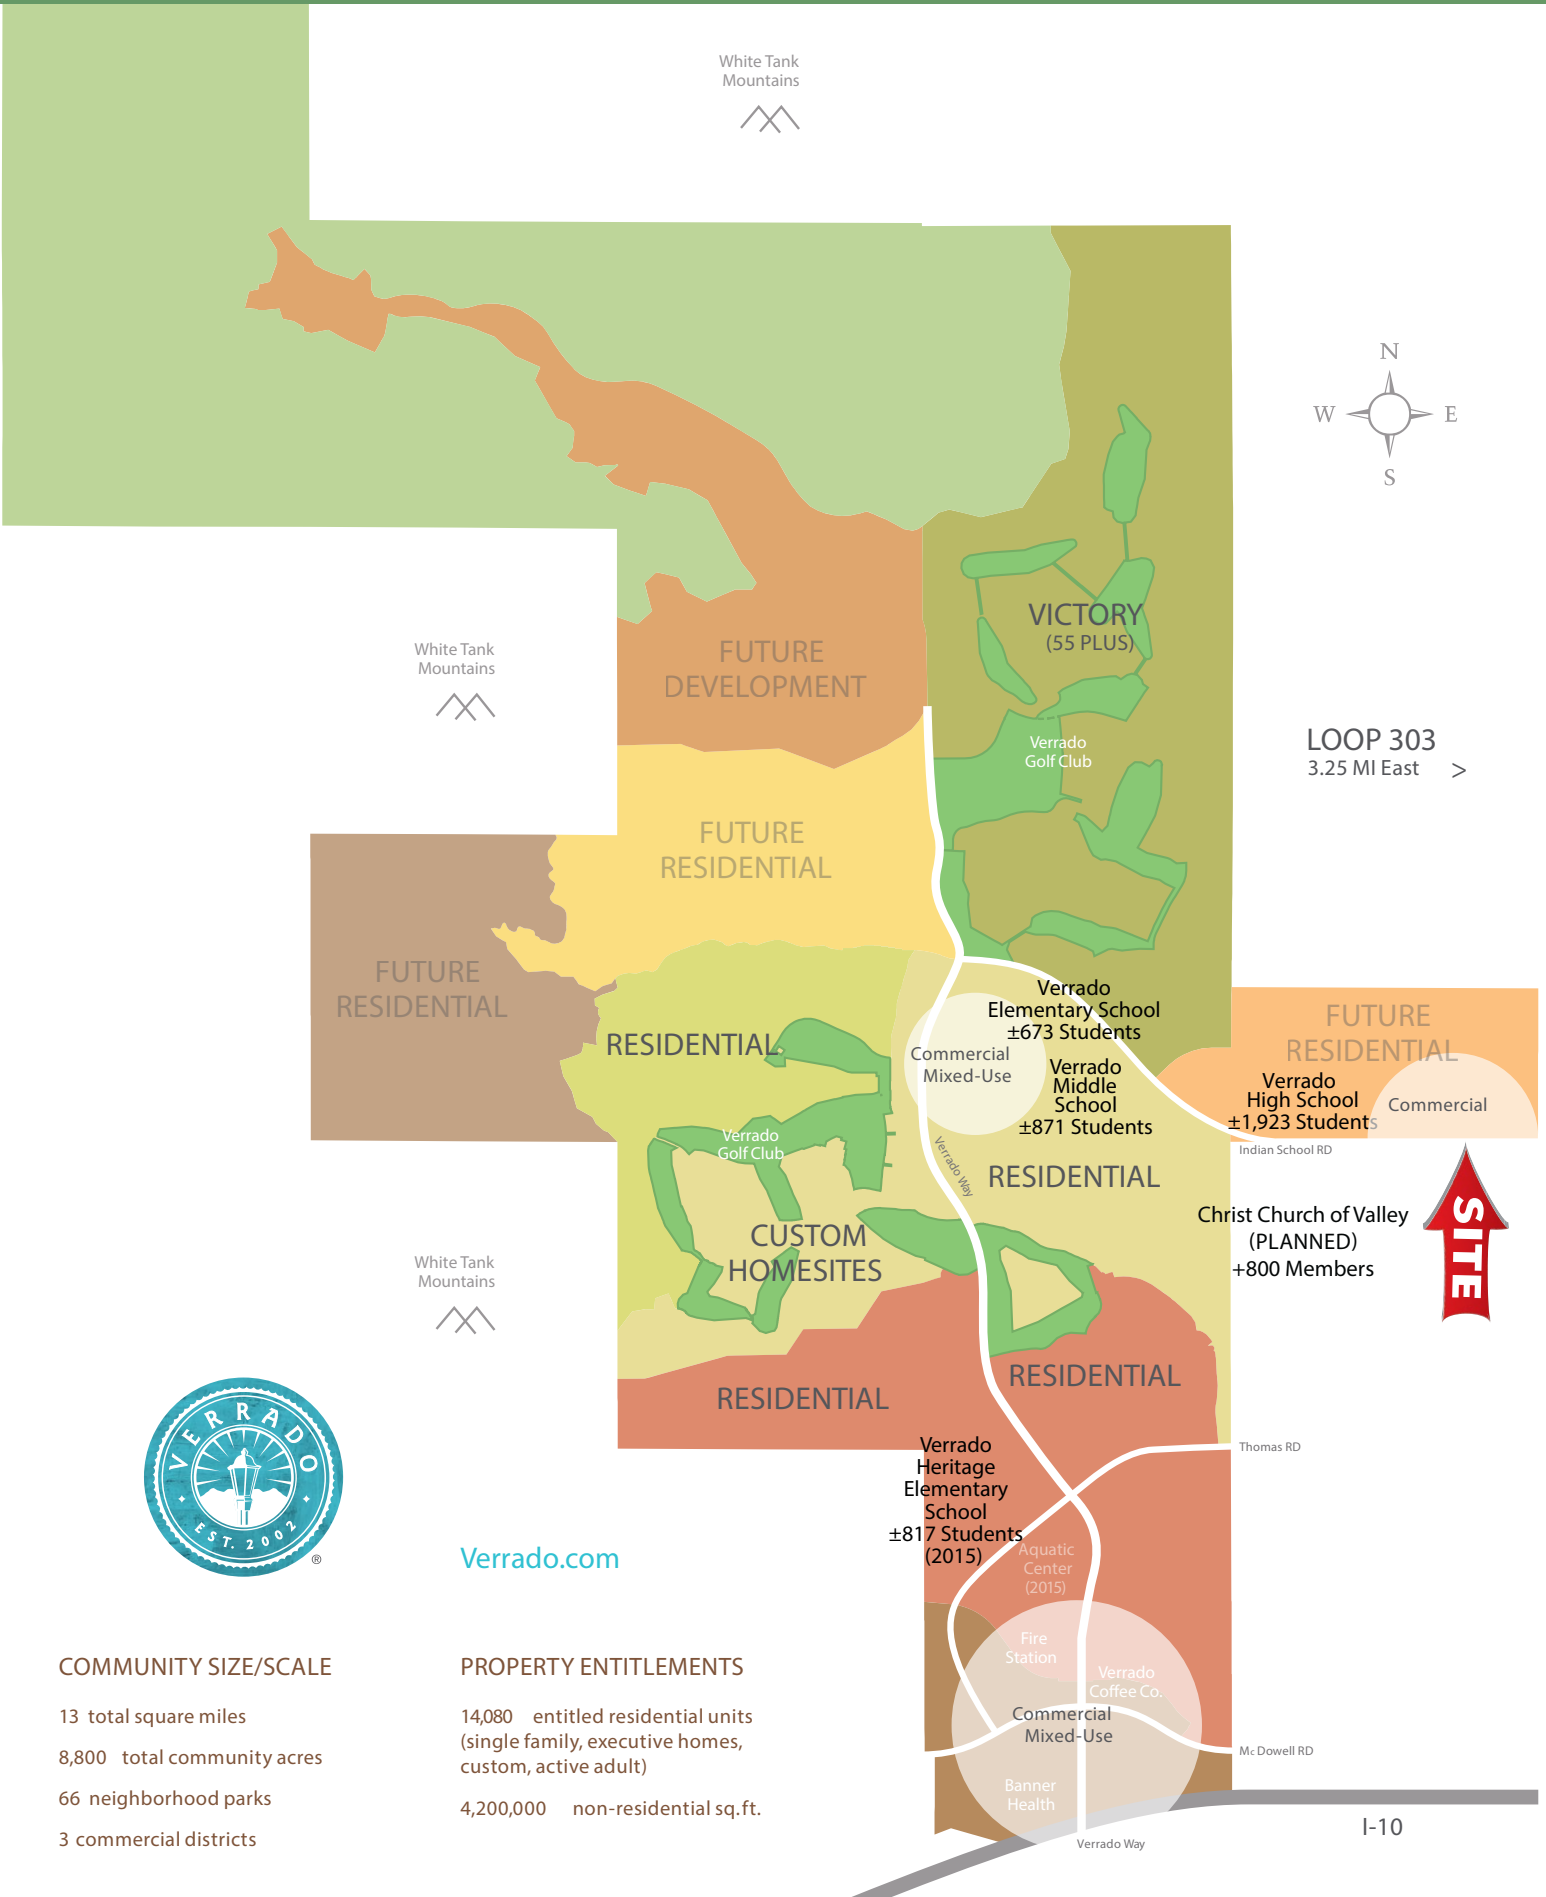 White Tank
Mountains
N
W
E
S
VICTORY
(55 PLUS)
White Tank
Mountains
FUTURE
DEVELOPMENT
Verrado
Golf Club
LOOP 303
3.25 MI East >
FUTURE
RESIDENTIAL
FUTURE
RESIDENTIAL
Verrado
Elementary School
±673 Students
FUTURE
RESIDENTIAL
RESIDENTIAL
Commercial
Mixed-Use
Verrado
Middle
School
±871 Students
Verrado
High School
±1,923 Students
Commercial
Verrado
Golf Club
Verrado Way
Indian School RD
RESIDENTIAL
SITE
Christ Church of Valley
(PLANNED)
+800 Members
CUSTOM
HOMESITES
White Tank
Mountains
RESIDENTIAL
RESIDENTIAL
VERRADO
EST. 2002
®
Verrado
Heritage
Elementary
School
±817 Students
(2015)
Thomas RD
Aquatic
Center
(2015)
Verrado.com
Fire
Station
Verrado
Coffee Co.
Commercial
Mixed-Use
Mc Dowell RD
Banner
Health
I-10
Verrado Way
COMMUNITY SIZE/SCALE
13 total square miles
8,800 total community acres
66 neighborhood parks
3 commercial districts
PROPERTY ENTITLEMENTS
14,080 entitled residential units
(single family, executive homes,
custom, active adult)
4,200,000 non-residential sq.ft.